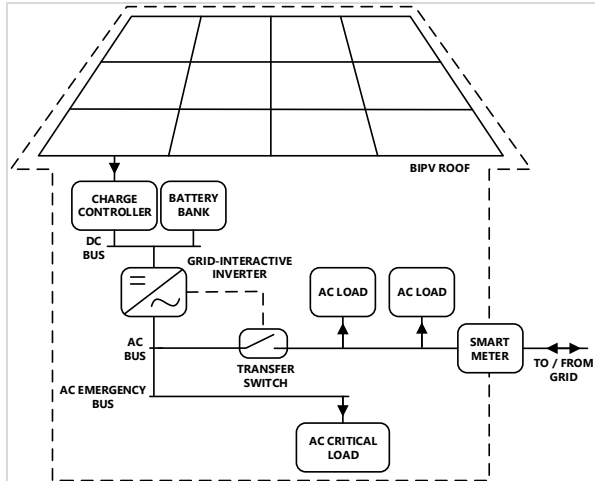 BIPV ROOF
CHARGE
CONTROLLER
BATTERY
BANK
DC
BUS
GRID-INTERACTIVE
INVERTER
AC LOAD
AC LOAD
AC
BUS
TRANSFER
SWITCH
SMART
METER
TO / FROM
GRID
AC EMERGENCY
BUS
AC CRITICAL
LOAD